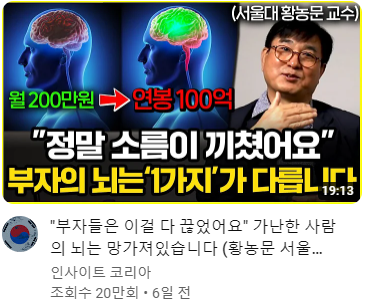 (서울대 황농문 교수)
월 200만원 → 연봉 100억
"정말 소름이 끼쳤어요"
부자의 뇌는 '1가지'가 다릅니다
19:13
"부자들은 이걸 다 끊었어요" 가난한 사람
의 뇌는 망가져있습니다 (황농문 서울...
인사이트 코리아
조회수 20만회 • 6일 전